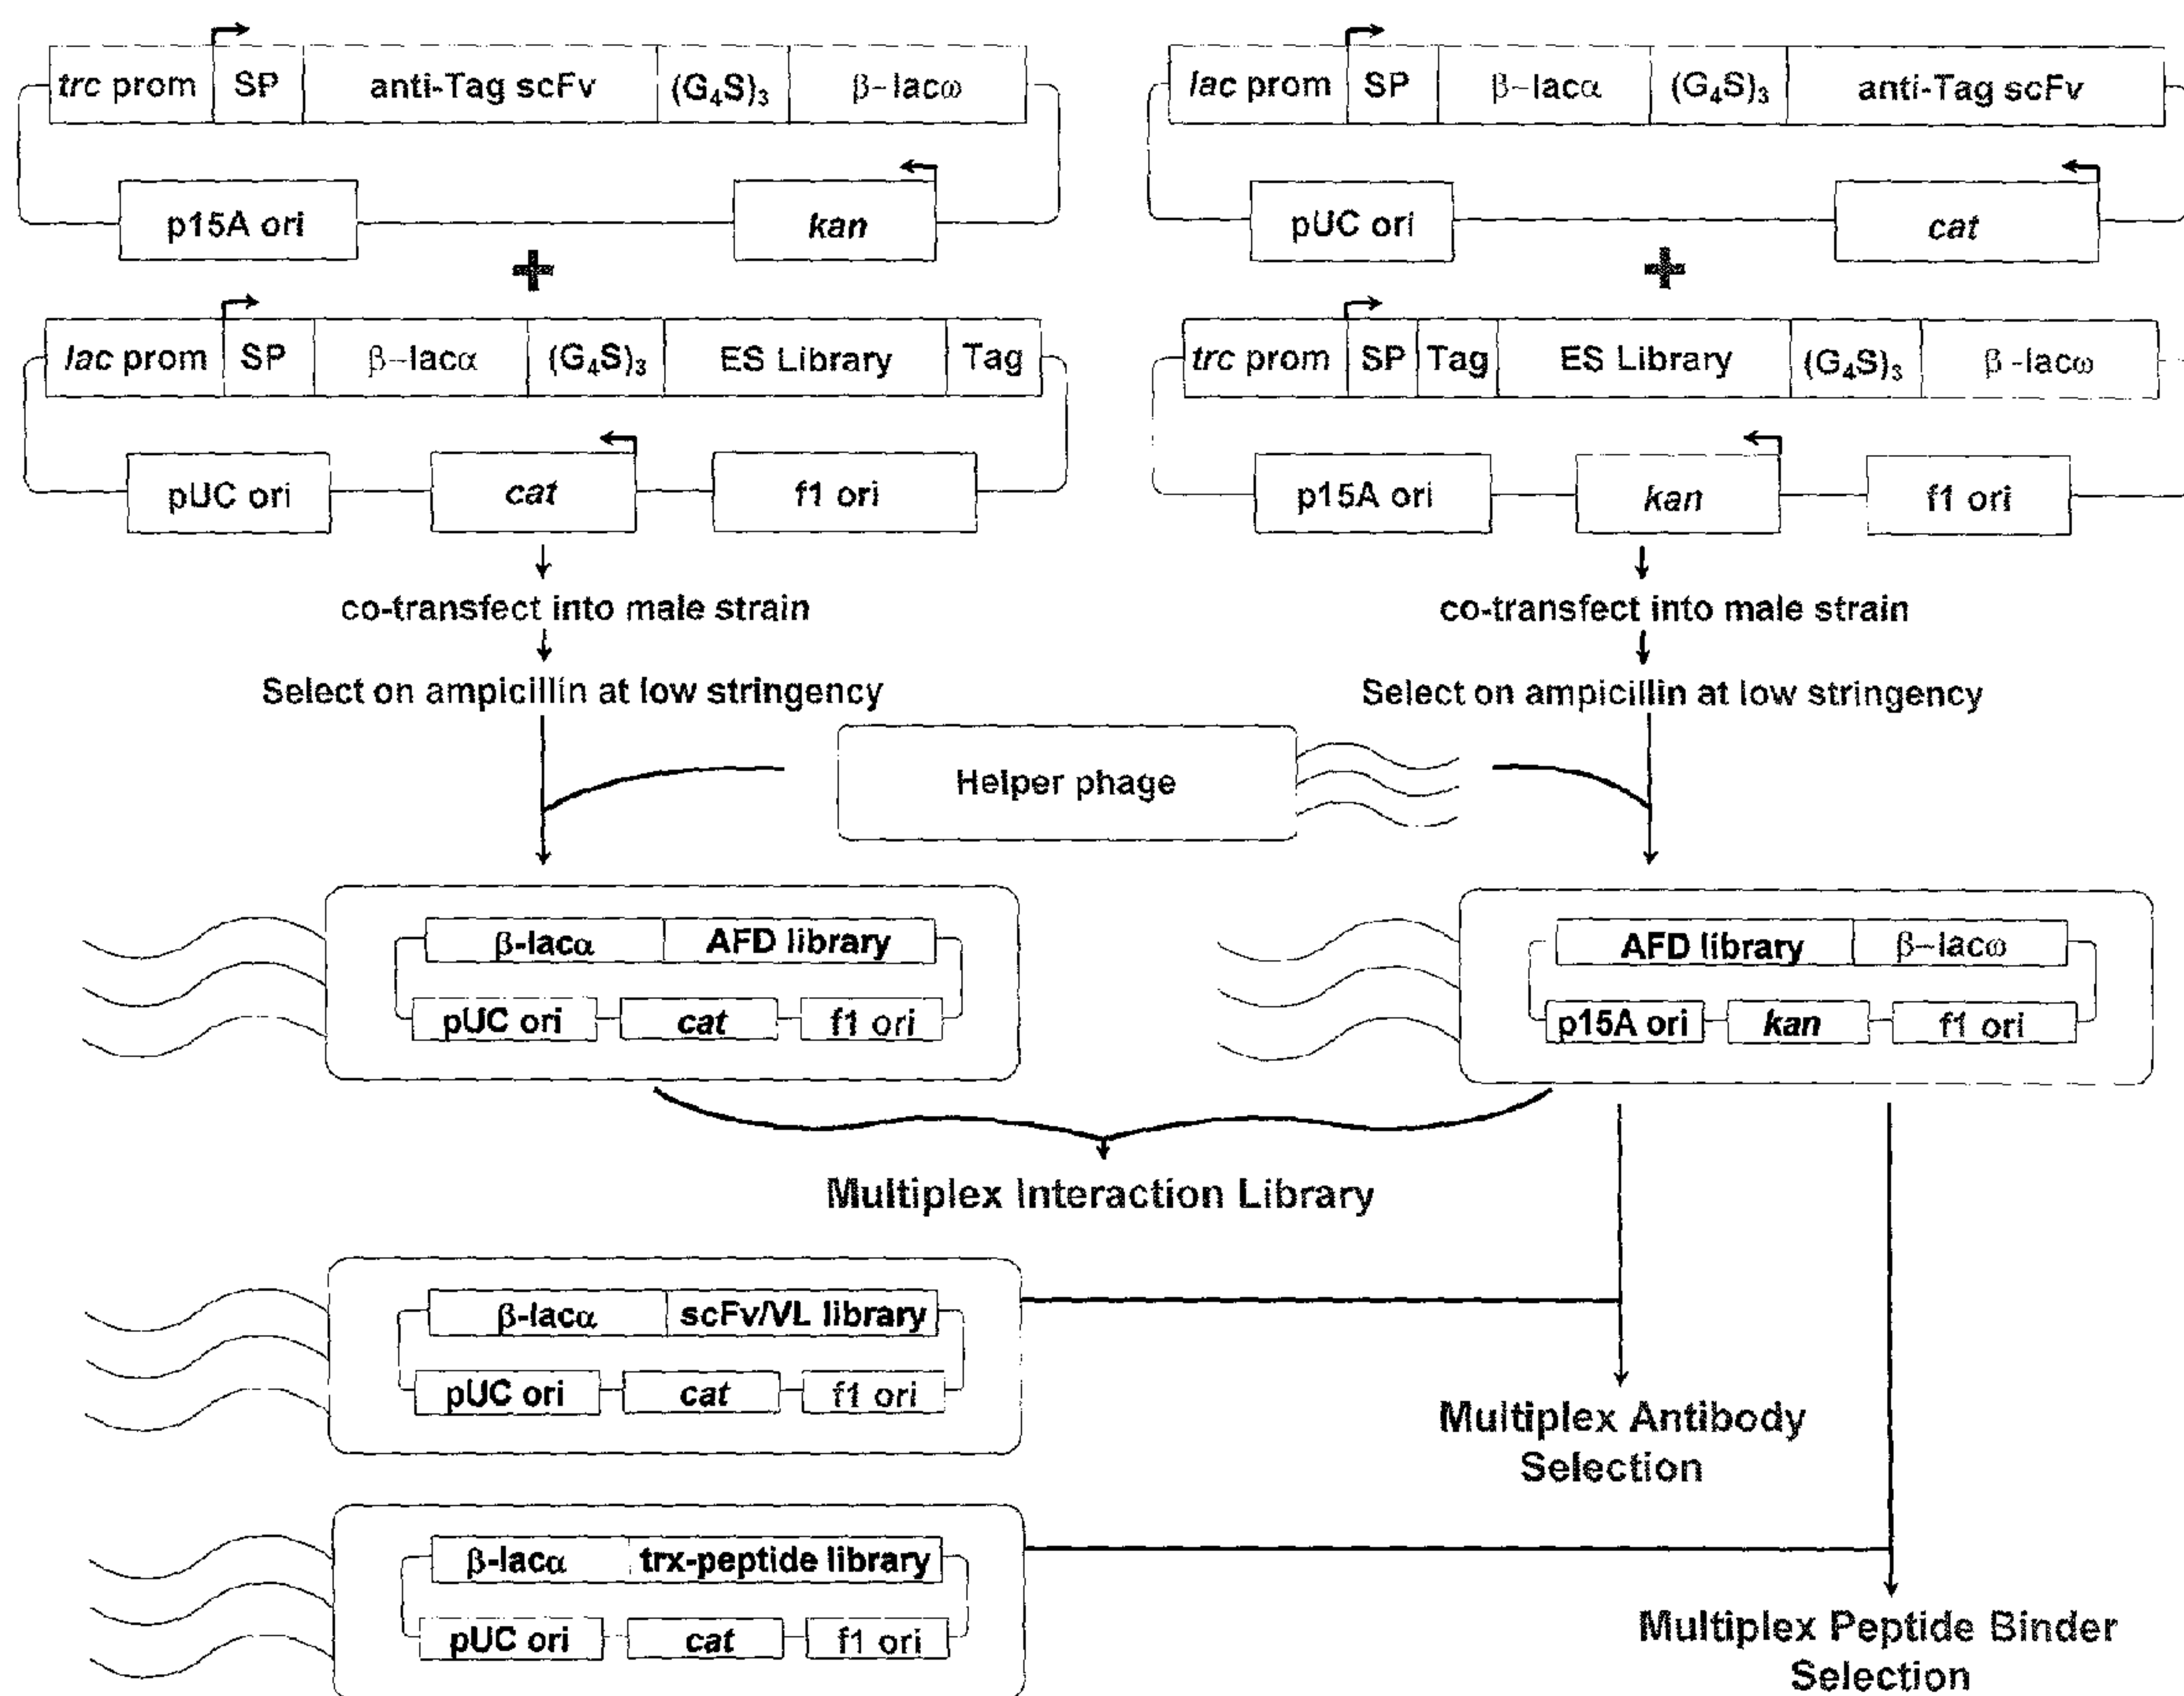 trc prom SP anti-Tag scFv (G₄S)₃ β-lacω
p15A ori kan
+
lac prom SP β-lacα (G₄S)₃ ES Library Tag
pUC ori cat f1 ori
co-transfect into male strain
Select on ampicillin at low stringency
lac prom SP β-lacα (G₄S)₃ anti-Tag scFv
pUC ori cat
+
trc prom SP Tag ES Library (G₄S)₃ β-lacω
p15A ori kan f1 ori
co-transfect into male strain
Select on ampicillin at low stringency
Helper phage
β-lacα AFD library
pUC ori cat f1 ori
AFD library β-lacω
p15A ori kan f1 ori
Multiplex Interaction Library
β-lacα scFv/VL library
pUC ori cat f1 ori
Multiplex Antibody
Selection
β-lacα trx-peptide library
pUC ori cat f1 ori
Multiplex Peptide Binder
Selection